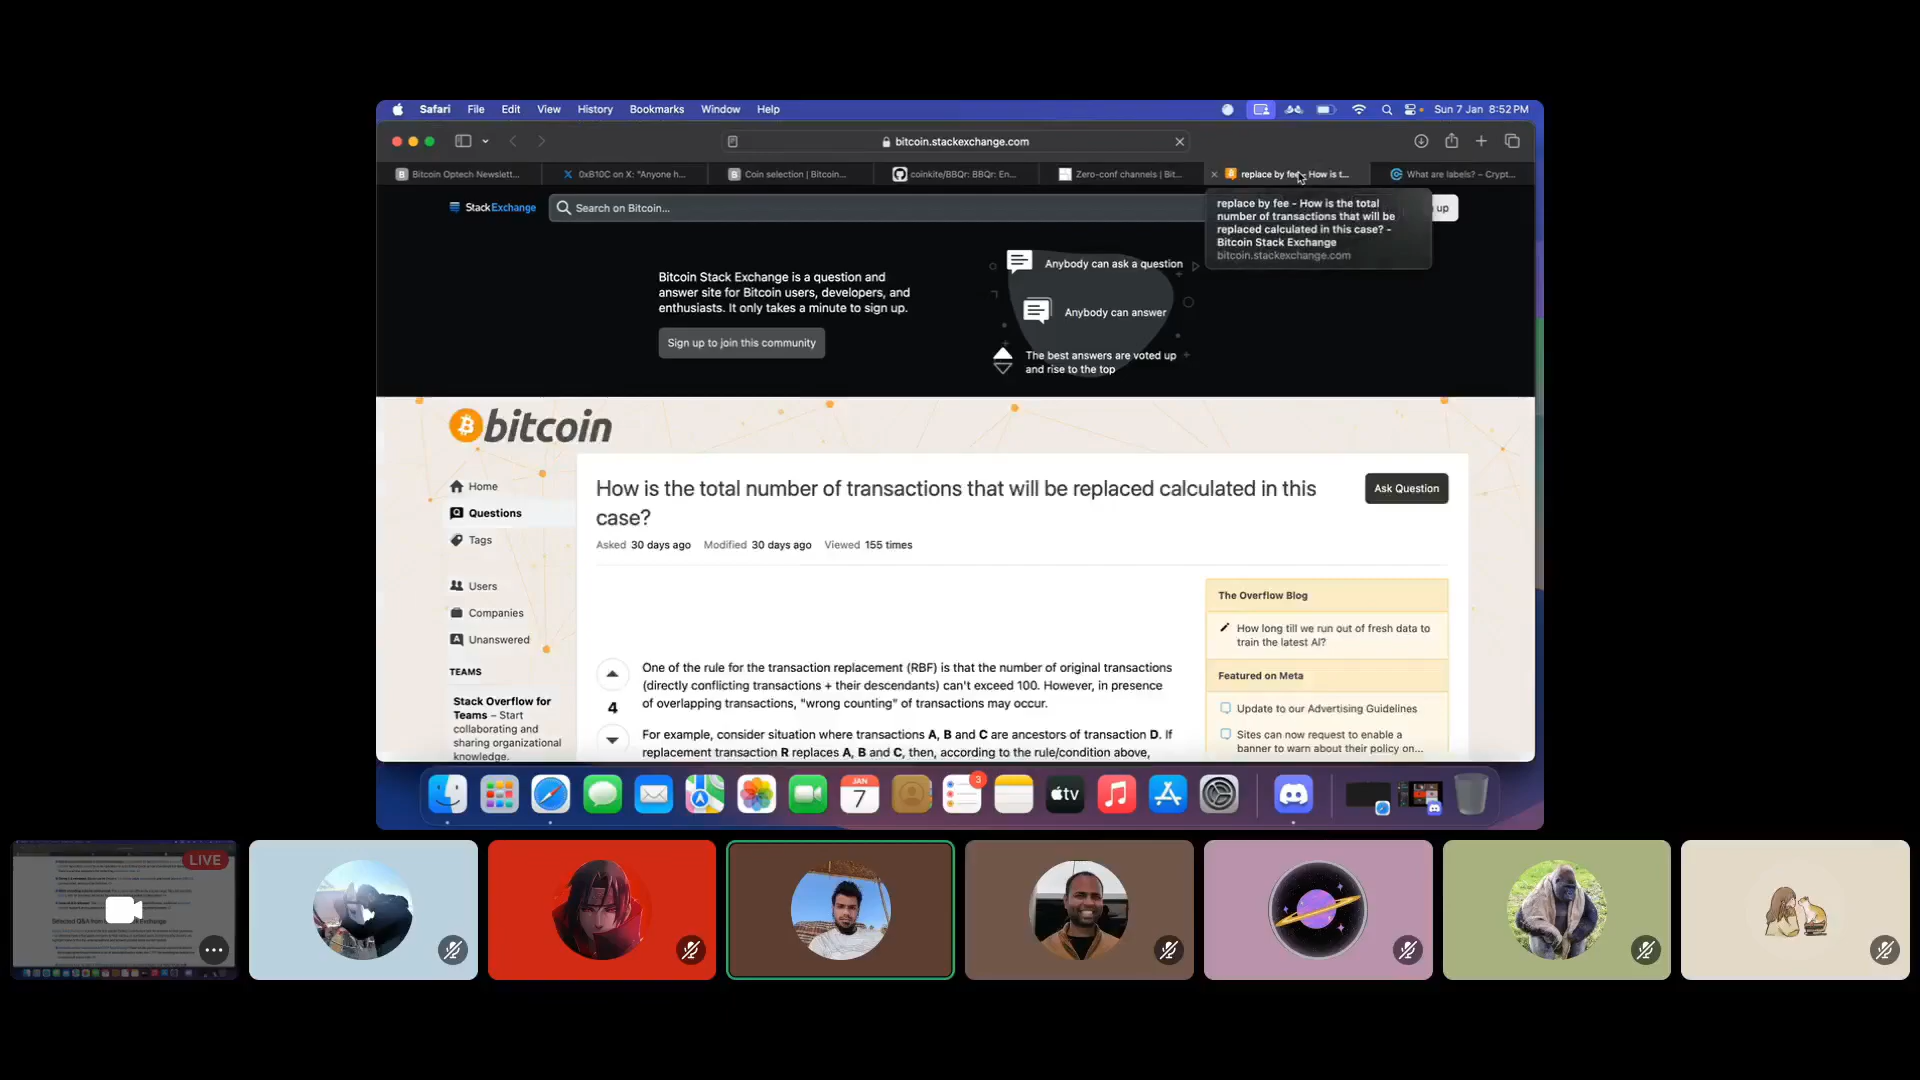 Safari File Edit View History Bookmarks Window Help
Sun 7 Jan 8:52 PM
bitcoin.stackexchange.com
Bitcoin Optech Newslett...
0xB10C on X: "Anyone h...
Coin selection | Bitcoin...
coinkite/BBQr: BBQr: En...
Zero-conf channels | Bit...
replace by fe
How is t...
What are labels? – Crypt...
StackExchange
Search on Bitcoin...
up
replace by fee - How is the total
number of transactions that will be
replaced calculated in this case? -
Bitcoin Stack Exchange
bitcoin.stackexchange.com
Bitcoin Stack Exchange is a question and
answer site for Bitcoin users, developers, and
enthusiasts. It only takes a minute to sign up.
Sign up to join this community
Anybody can ask a question
Anybody can answer
The best answers are voted up
and rise to the top
bitcoin
Home
Questions
Tags
Users
Companies
Unanswered
TEAMS
Stack Overflow for
Teams – Start
collaborating and
sharing organizational
knowledge.
How is the total number of transactions that will be replaced calculated in this
case?
Ask Question
Asked 30 days ago Modified 30 days ago Viewed 155 times
4
One of the rule for the transaction replacement (RBF) is that the number of original transactions
(directly conflicting transactions + their descendants) can't exceed 100. However, in presence
of overlapping transactions, "wrong counting" of transactions may occur.
For example, consider situation where transactions A, B and C are ancestors of transaction D. If
replacement transaction R replaces A, B and C, then, according to the rule/condition above,
The Overflow Blog
How long till we run out of fresh data to
train the latest AI?
Featured on Meta
Update to our Advertising Guidelines
Sites can now request to enable a
banner to warn about their policy on...
JAN
7
3
tv
LIVE